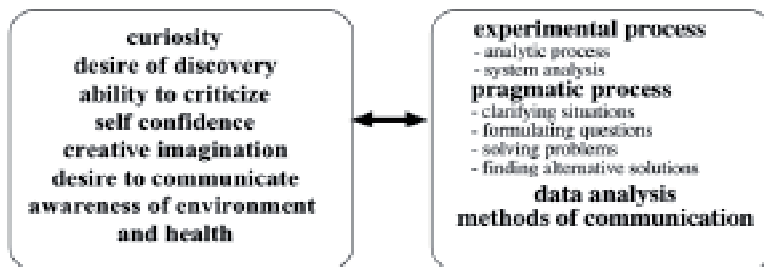 curiosity
desire of discovery
ability to criticize
self confidence
creative imagination
desire to communicate
awareness of environment
and health
experimental process
- analytic process
- system analysis
pragmatic process
- clarifying situations
- formulating questions
- solving problems
- finding alternative solutions
data analysis
methods of communication